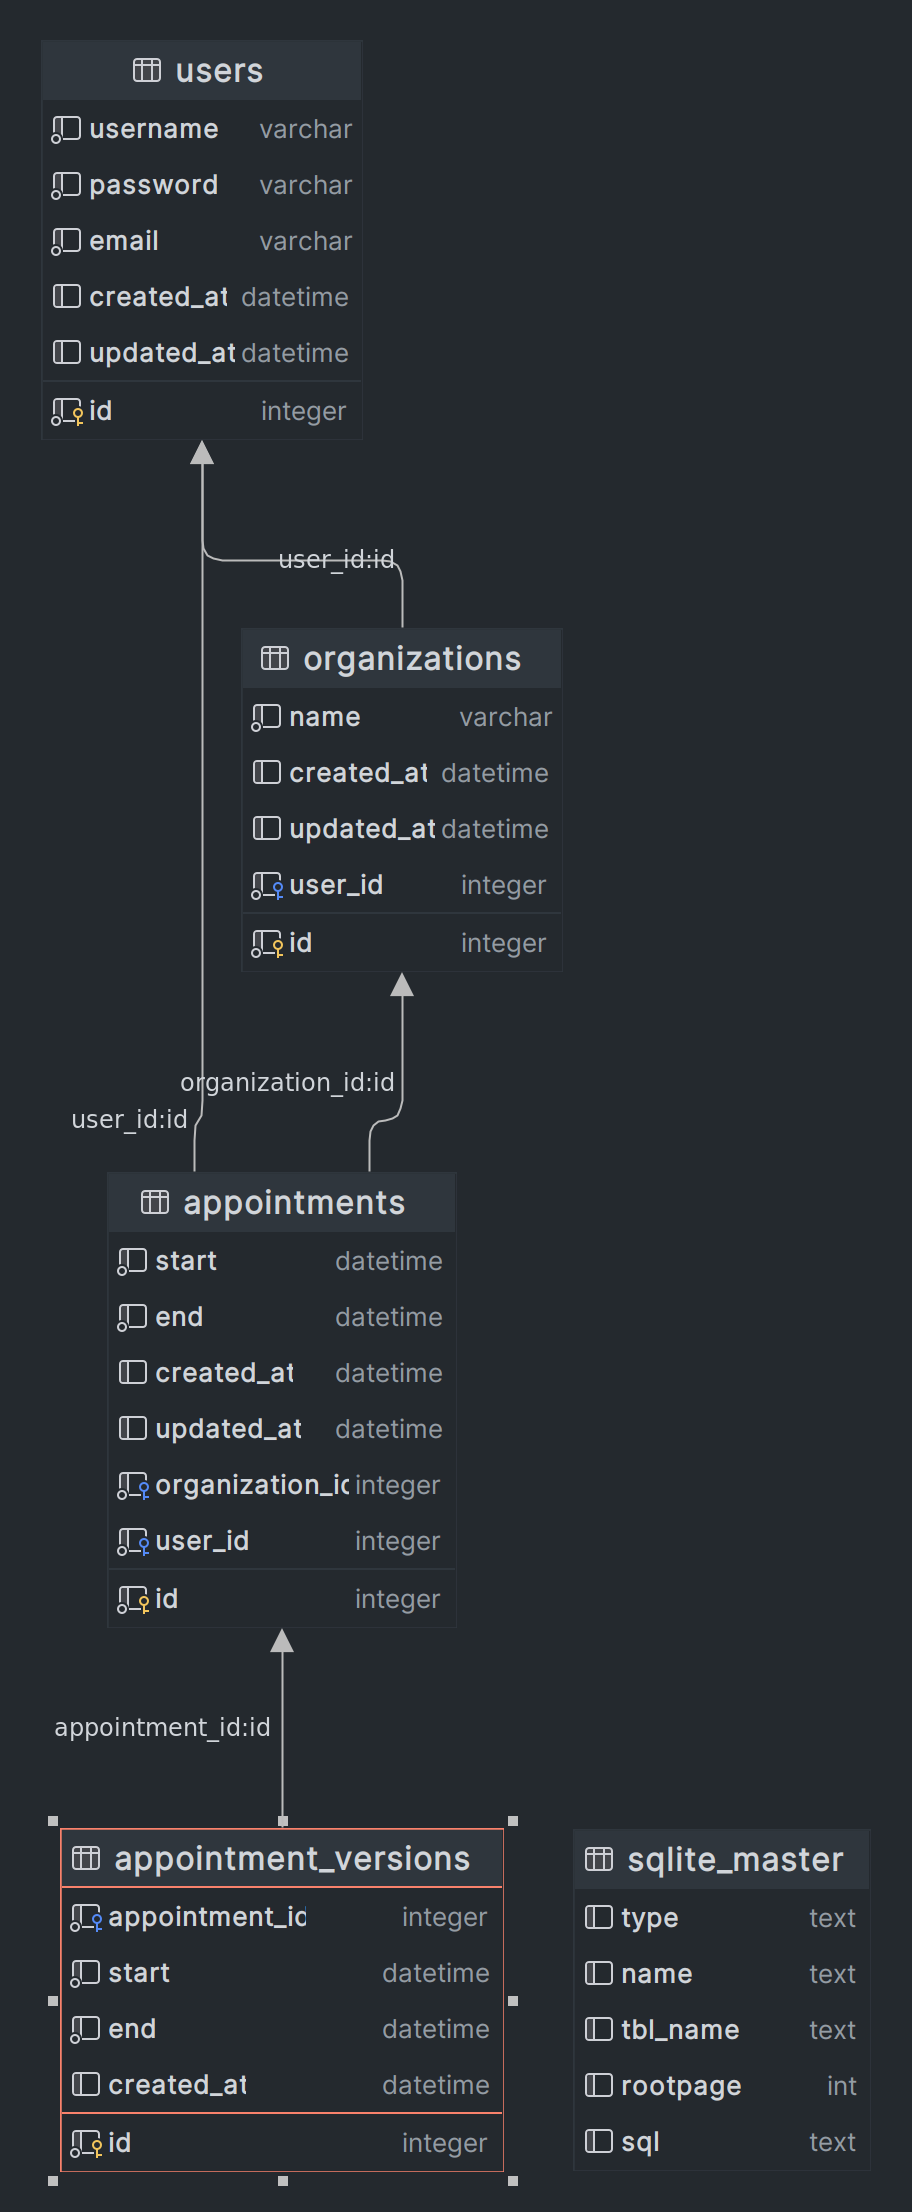 users
username varchar
password varchar
email varchar
created_at datetime
updated_at datetime
id integer
user_id:id
organizations
name varchar
created_at datetime
updated_at datetime
user_id integer
id integer
organization_id:id
user_id:id
appointments
start datetime
end datetime
created_at datetime
updated_at datetime
organization_id integer
user_id integer
id integer
appointment_id:id
appointment_versions
appointment_id integer
start datetime
end datetime
created_at datetime
id integer
sqlite_master
type text
name text
tbl_name text
rootpage int
sql text